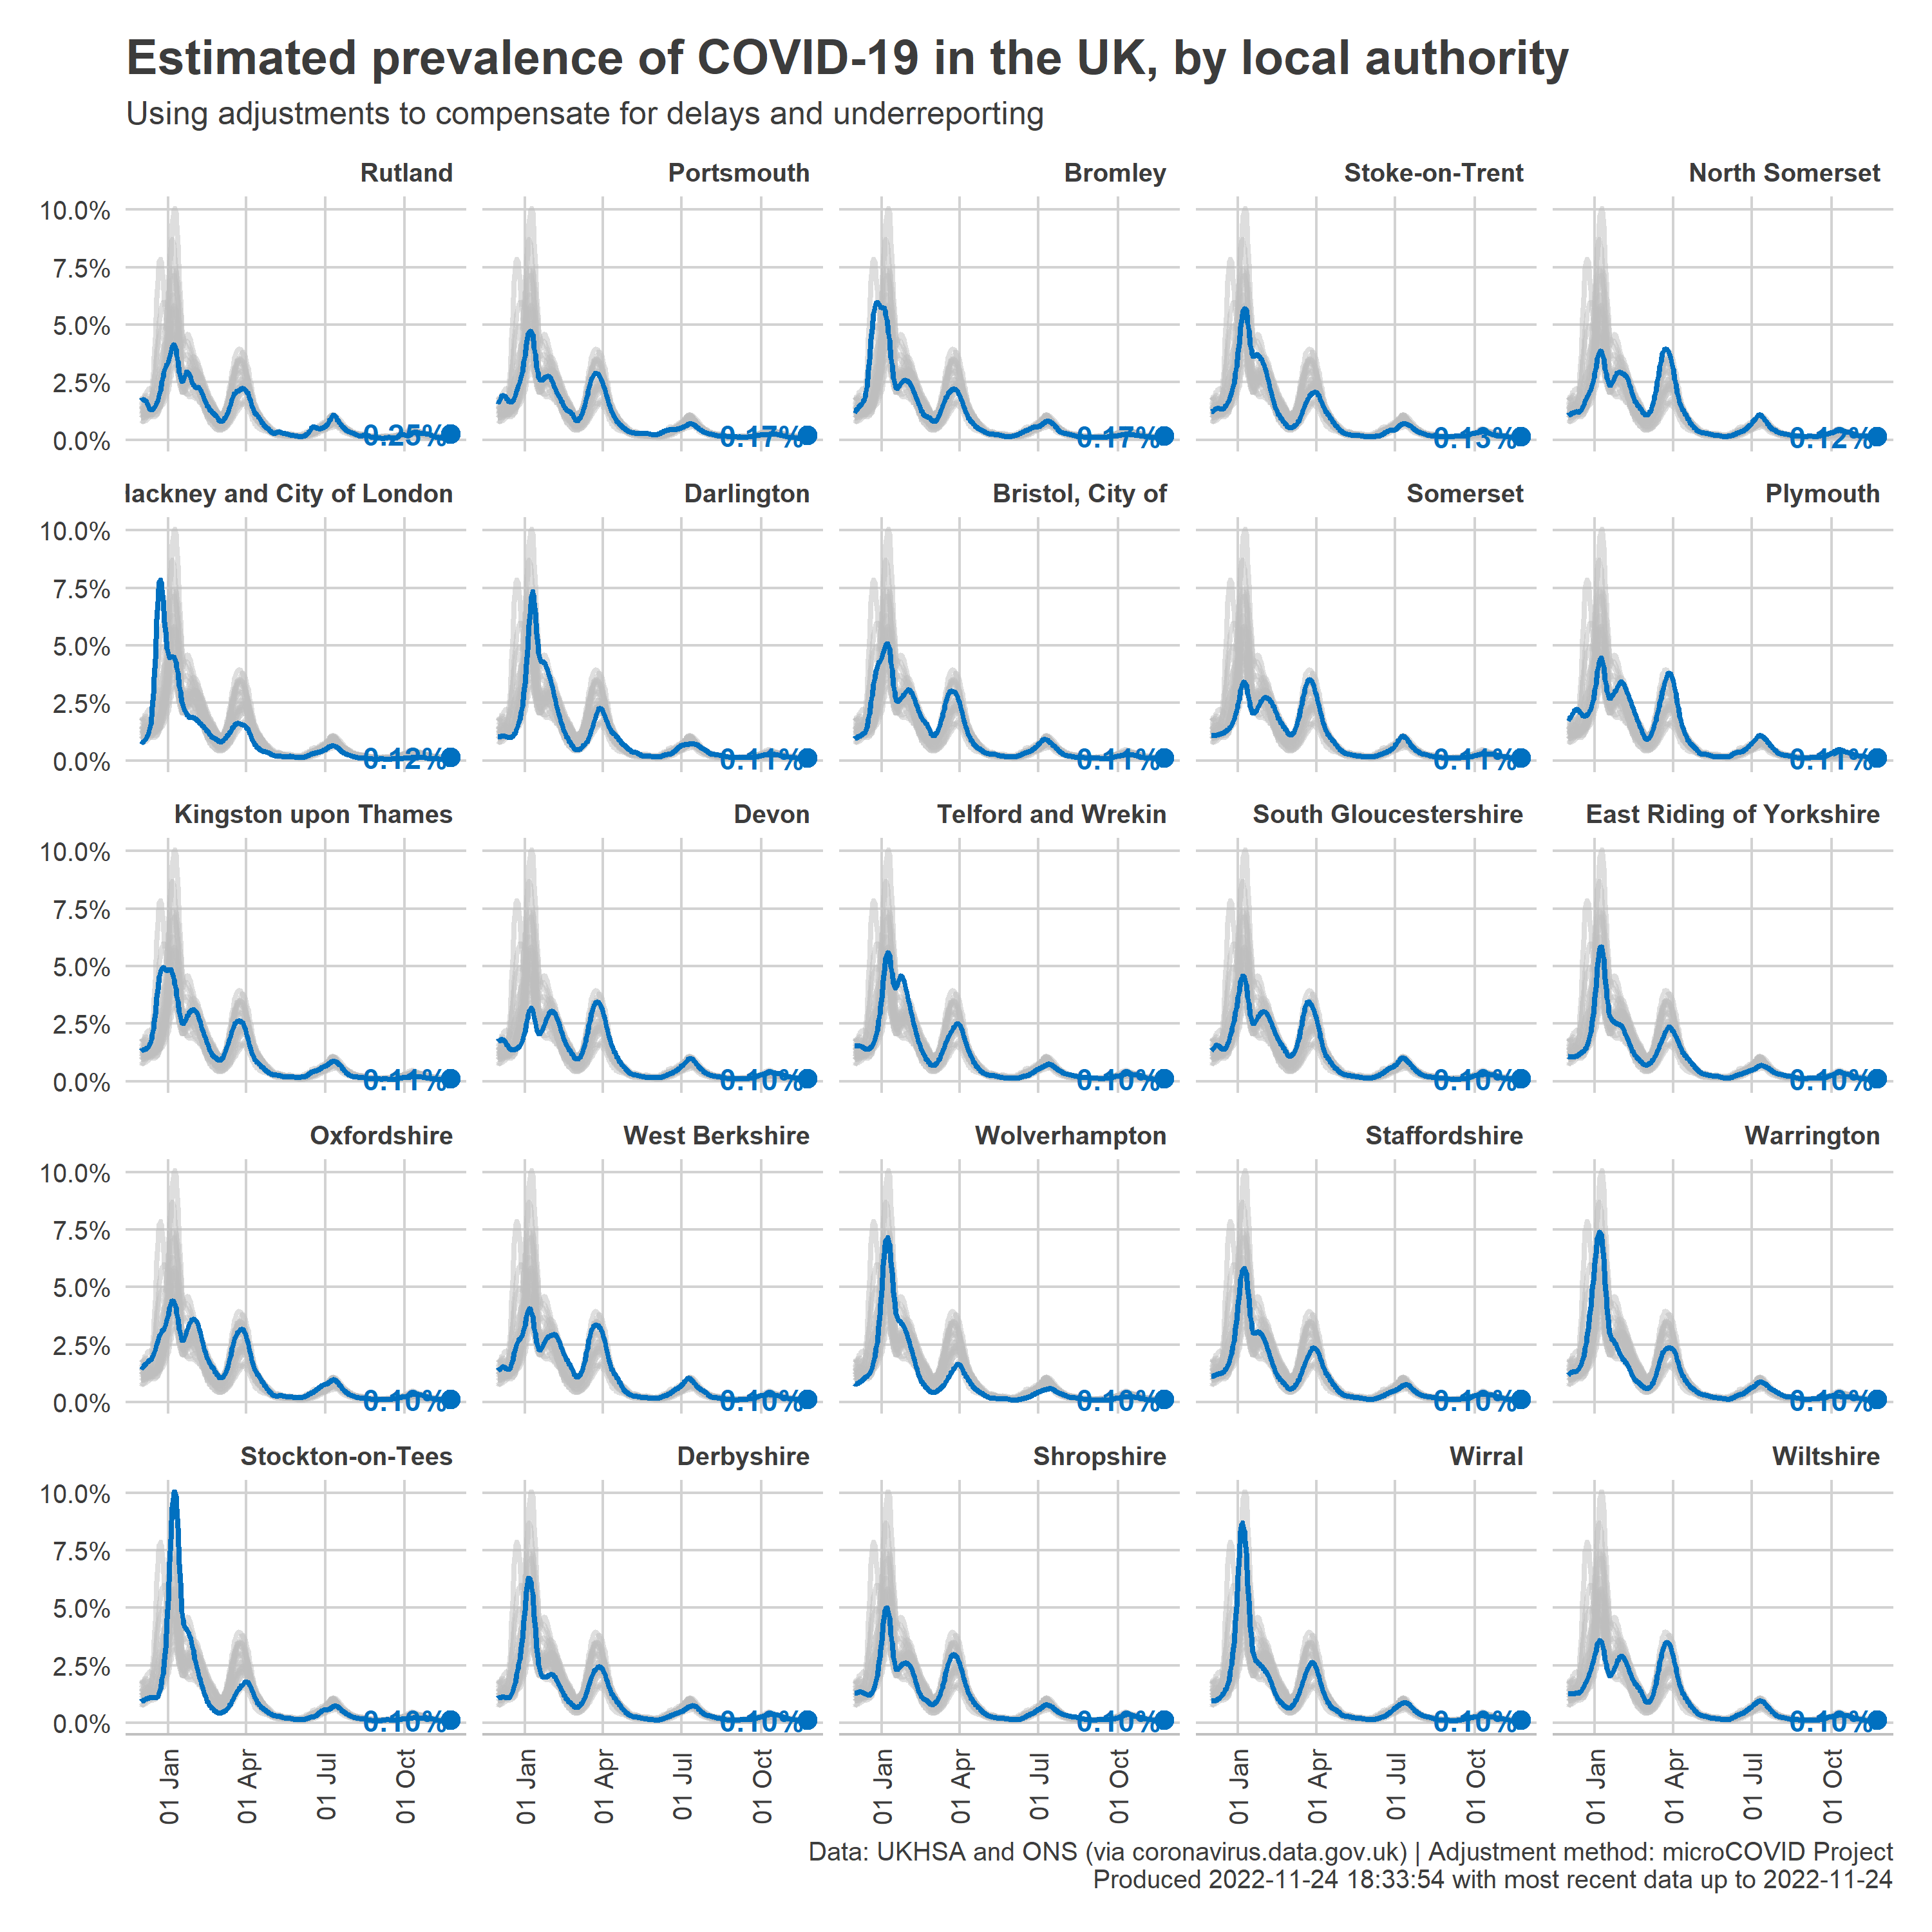 Estimated prevalence of COVID-19 in the UK, by local authority
Using adjustments to compensate for delays and underreporting
Rutland Portsmouth Bromley Stoke-on-Trent North Somerset
10.0%
7.5%
5.0%
2.5%
0.0%
0.25% 0.17% 0.17% 0.13% 0.12%
lackney and City of London Darlington Bristol, City of Somerset Plymouth
10.0%
7.5%
5.0%
2.5%
0.0%
0.12% 0.11% 0.11% 0.11% 0.11%
Kingston upon Thames Devon Telford and Wrekin South Gloucestershire East Riding of Yorkshire
10.0%
7.5%
5.0%
2.5%
0.0%
0.11% 0.10% 0.10% 0.10% 0.10%
Oxfordshire West Berkshire Wolverhampton Staffordshire Warrington
10.0%
7.5%
5.0%
2.5%
0.0%
0.10% 0.10% 0.10% 0.10% 0.10%
Stockton-on-Tees Derbyshire Shropshire Wirral Wiltshire
10.0%
7.5%
5.0%
2.5%
0.0%
0.10% 0.10% 0.10% 0.10% 0.10%
01 Jan 01 Apr 01 Jul 01 Oct 01 Jan 01 Apr 01 Jul 01 Oct 01 Jan 01 Apr 01 Jul 01 Oct 01 Jan 01 Apr 01 Jul 01 Oct 01 Jan 01 Apr 01 Jul 01 Oct
Data: UKHSA and ONS (via coronavirus.data.gov.uk) | Adjustment method: microCOVID Project
Produced 2022-11-24 18:33:54 with most recent data up to 2022-11-24